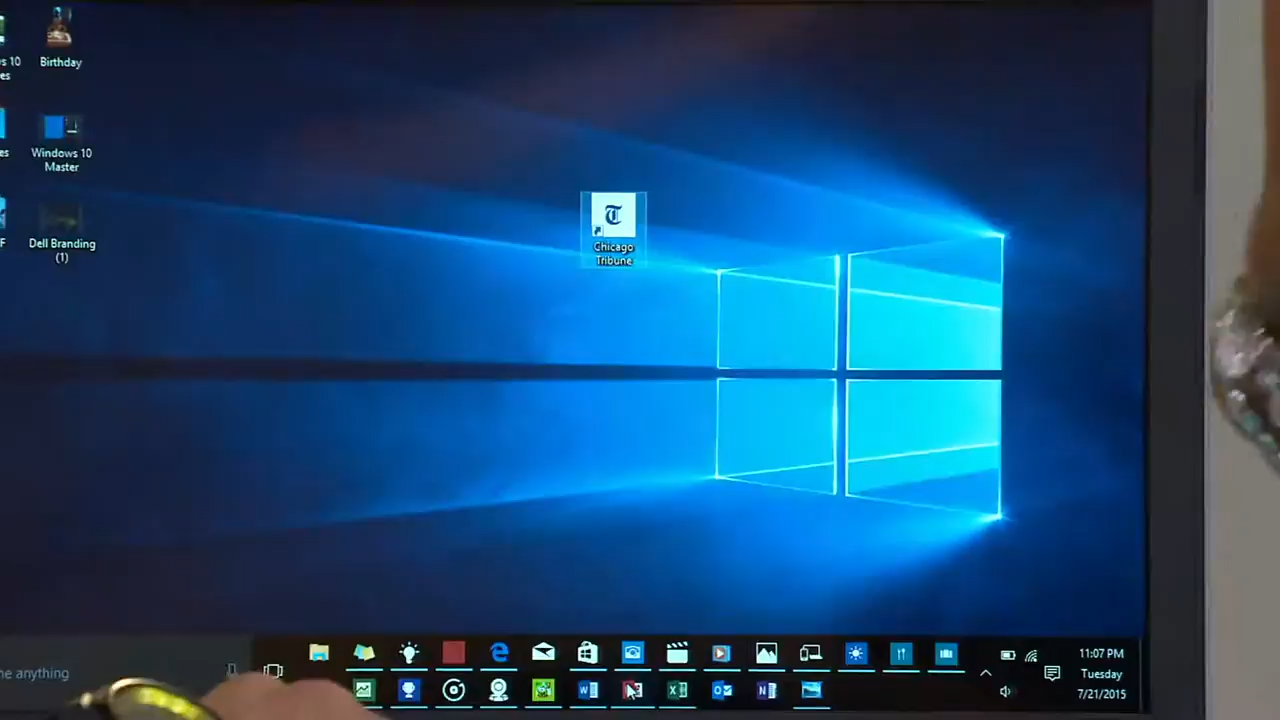 s 10
es
Birthday
es
Windows 10
Master
F
Dell Branding
(1)
T
Chicago
Tribune
me anything
11:07 PM
Tuesday
7/21/2015